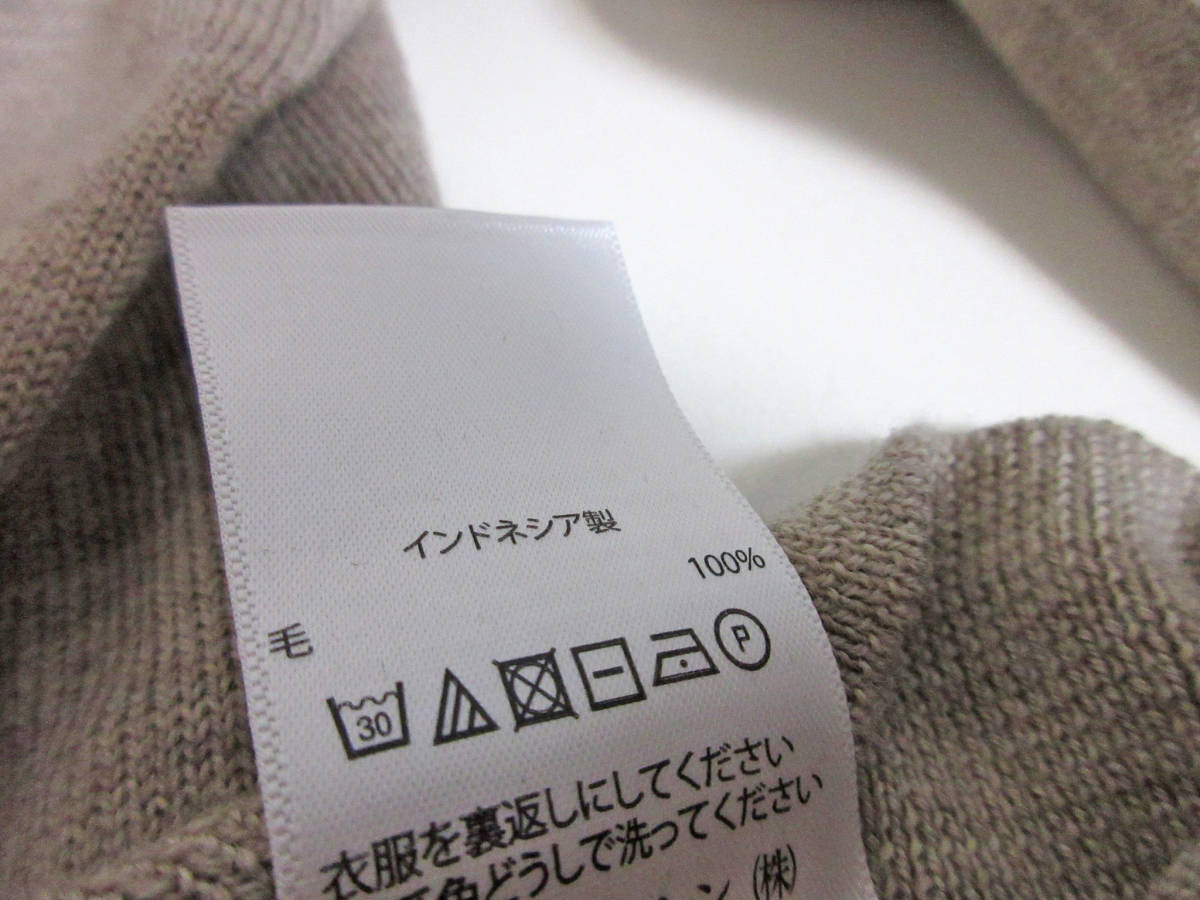 インドネシア製
毛 100%
30 P
衣服を裏返しにしてください
色どうしで洗ってください
ン (株)